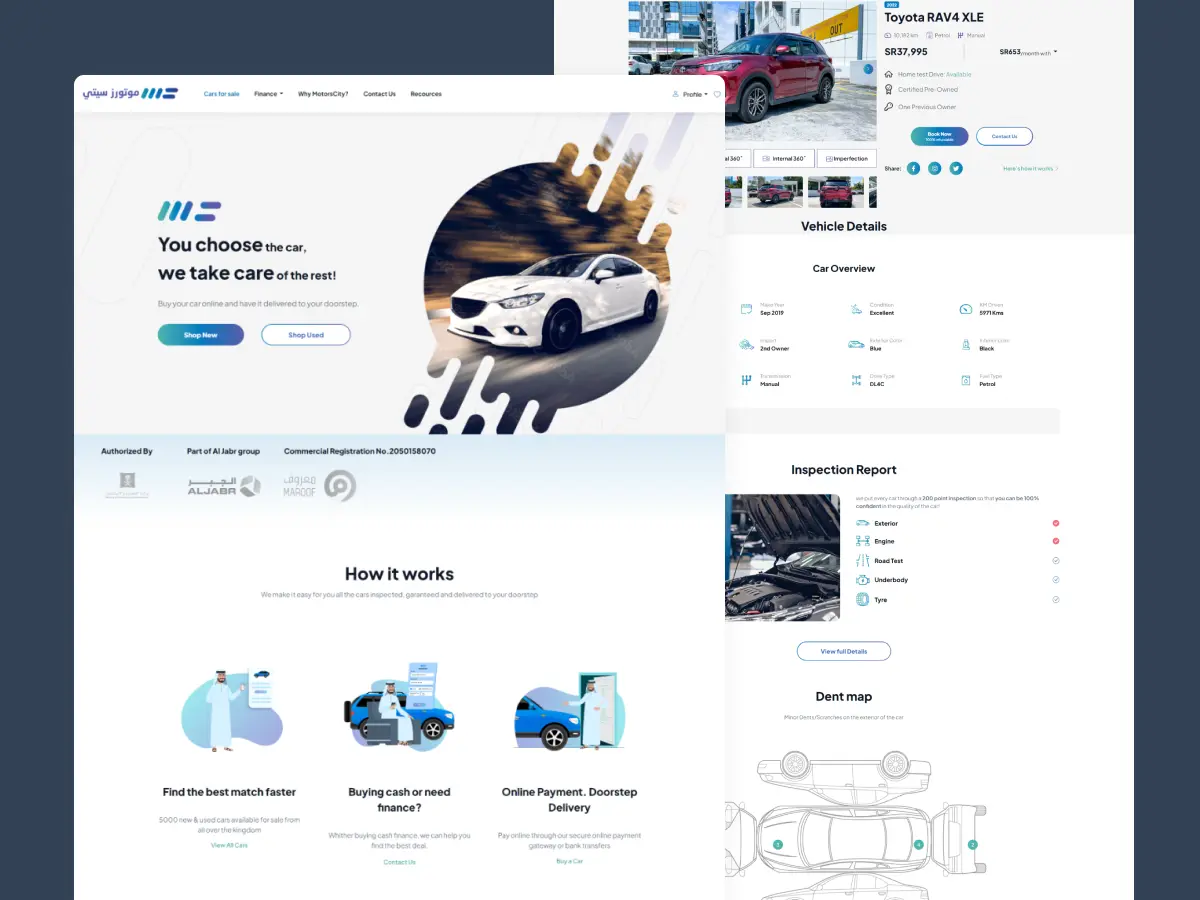 موتورز سيتي
Cars for sale
Finance
Why MotorsCity?
Contact Us
Recources
Profile
You choose the car,
we take care of the rest!
Buy your car online and have it delivered to your doorstep.
Shop New
Shop Used
Authorized By
Part of Al Jabr group
Commercial Registration No.2050158070
الجبر
ALJABR
معروف
MAROOF
How it works
We make it easy for you all the cars inspected, garanteed and delivered to your doorstep
Find the best match faster
5000 new & used cars available for sale from
all over the kingdom
View All Cars
Buying cash or need
finance?
Whither buying cash finance, we can help you
find the best deal.
Contact Us
Online Payment. Doorstep
Delivery
Pay online through our secure online payment
gateway or bank transfers
Buy a Car
OUT
2022
Toyota RAV4 XLE
10,162 km
Petrol
Manual
SR37,995
SR653/month with
Home test Drive: Available
Certified Pre-Owned
One Previous Owner
Book Now
100% refundable
Contact Us
Share:
Here's how it works
al 360°
Internal 360°
Imperfection
Vehicle Details
Car Overview
Make Year
Sep 2019
Condition
Excellent
KM Driven
5971 Kms
2nd Owner
Exterior Color
Blue
Interior Color
Black
Transmission
Manual
Drive Type
DL4C
Fuel Type
Petrol
Inspection Report
we put every car through a 200 point inspection so that you can be 100%
confident in the quality of the car!
Exterior
Engine
Road Test
Underbody
Tyre
View full Details
Dent map
Minor Dents/Scratches on the exterior of the car
3
4
2